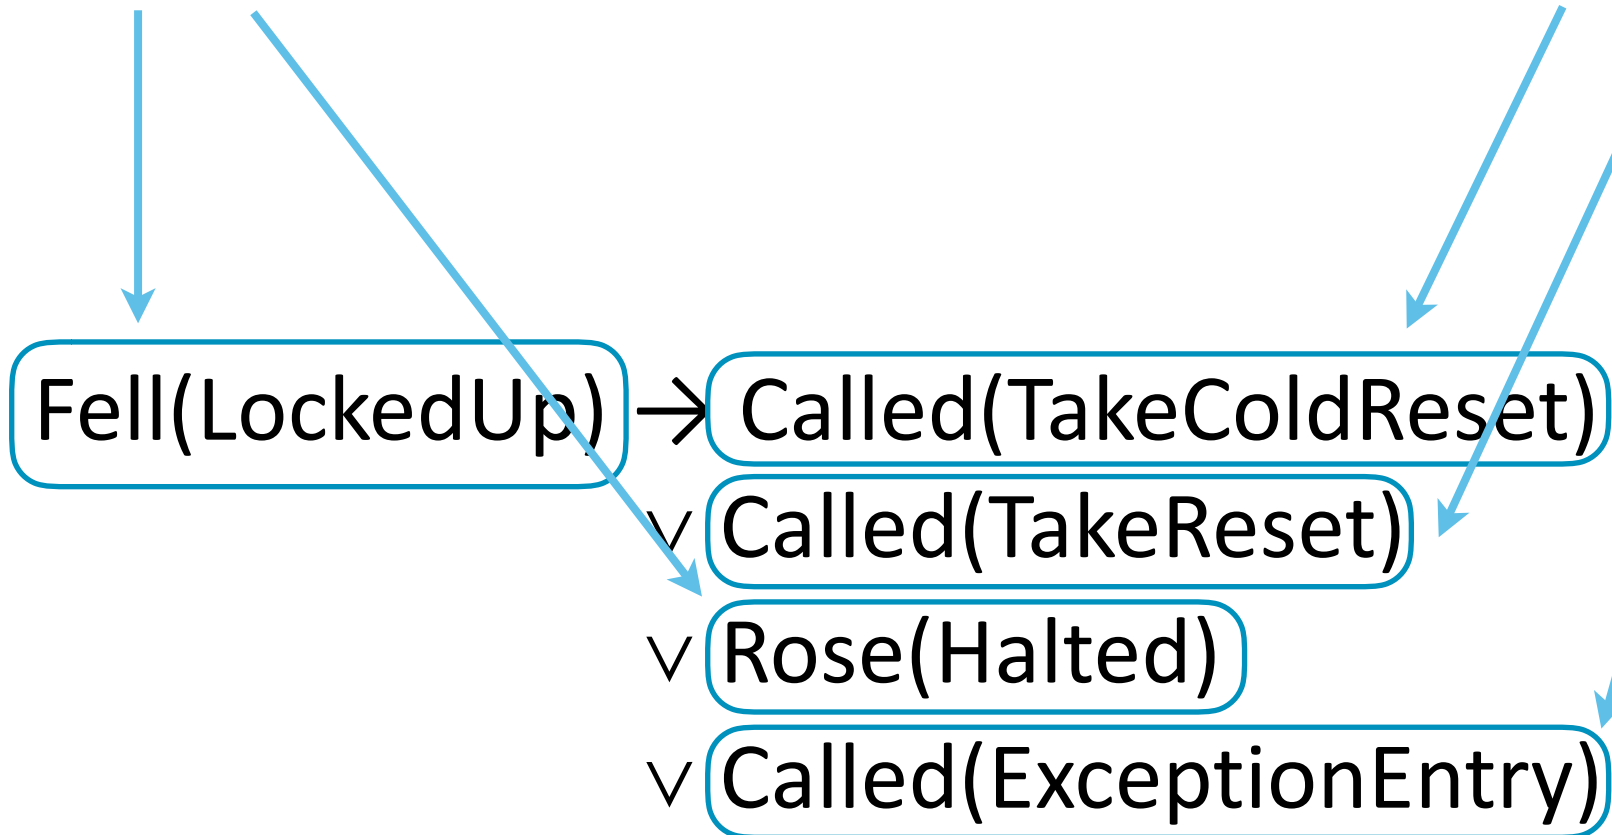 Fell(LockedUp) → Called(TakeColdReset)
∨ Called(TakeReset)
∨ Rose(Halted)
∨ Called(ExceptionEntry)